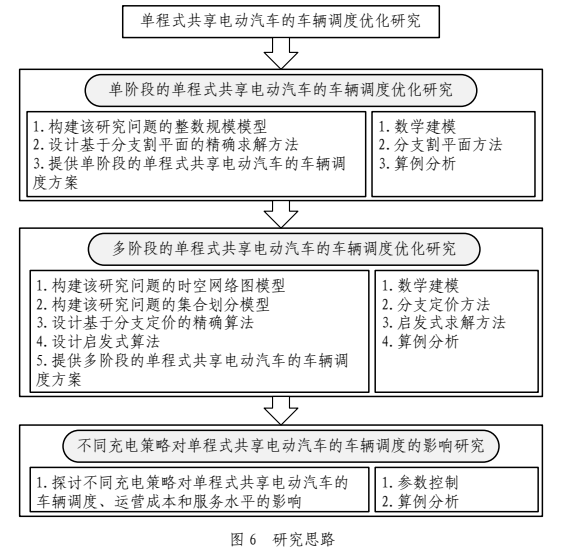 单程式共享电动汽车的车辆调度优化研究
单阶段的单程式共享电动汽车的车辆调度优化研究
1.构建该研究问题的整数规模模型
2.设计基于分支割平面的精确求解方法
3.提供单阶段的单程式共享电动汽车的车辆调
度方案
1.数学建模
2.分支割平面方法
3.算例分析
多阶段的单程式共享电动汽车的车辆调度优化研究
1.构建该研究问题的时空网络图模型
2.构建该研究问题的集合划分模型
3.设计基于分支定价的精确算法
4.设计启发式算法
5.提供多阶段的单程式共享电动汽车的车辆调
度方案
1.数学建模
2.分支定价方法
3.启发式求解方法
4.算例分析
不同充电策略对单程式共享电动汽车的车辆调度的影响研究
1.探讨不同充电策略对单程式共享电动汽车的
车辆调度、运营成本和服务水平的影响
1.参数控制
2.算例分析
图 6 研究思路